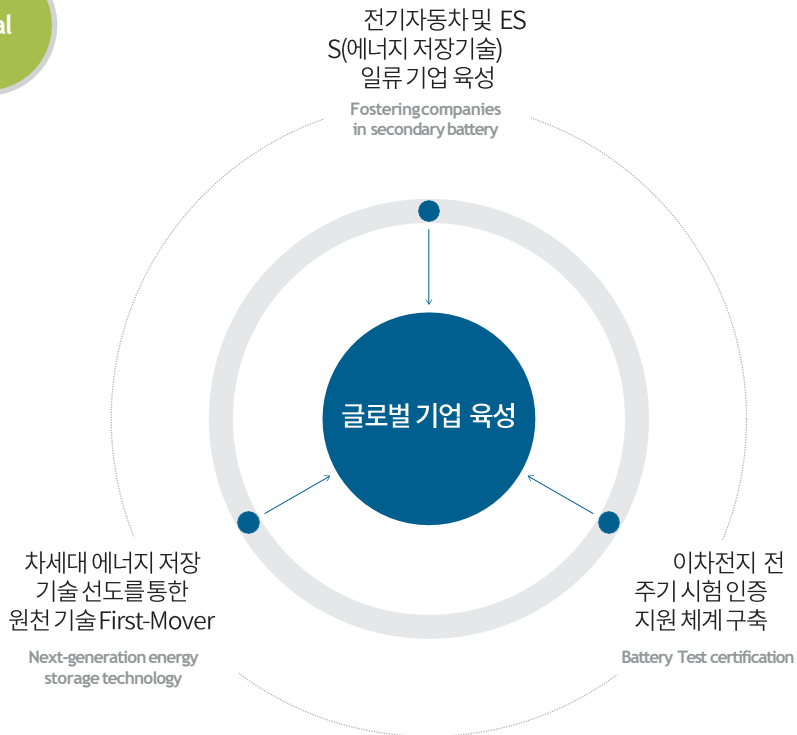 al
전기자동차 및 ES
S(에너지 저장기술)
일류 기업 육성
Fostering companies
in secondary battery
글로벌 기업 육성
차세대 에너지 저장
기술 선도를 통한
원천 기술 First-Mover
Next-generation energy
storage technology
이차전지 전
주기 시험 인증
지원 체계 구축
Battery Test certification